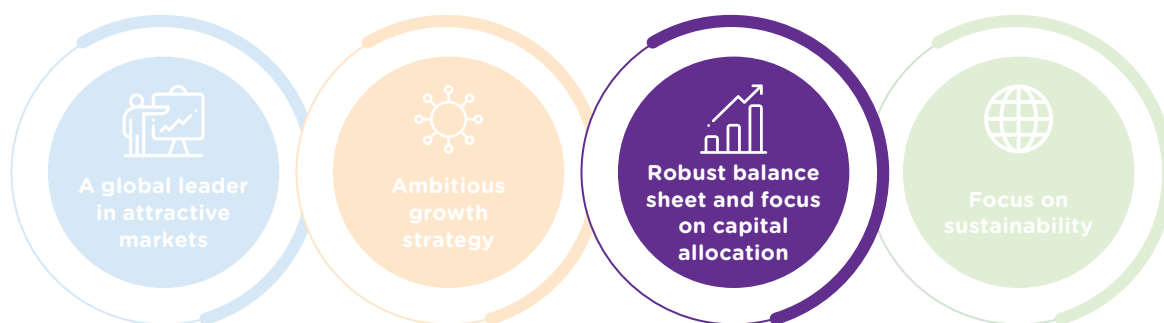 A global leader
in attractive
markets
Ambitious
growth
strategy
Robust balance
sheet and focus
on capital
allocation
Focus on
sustainability